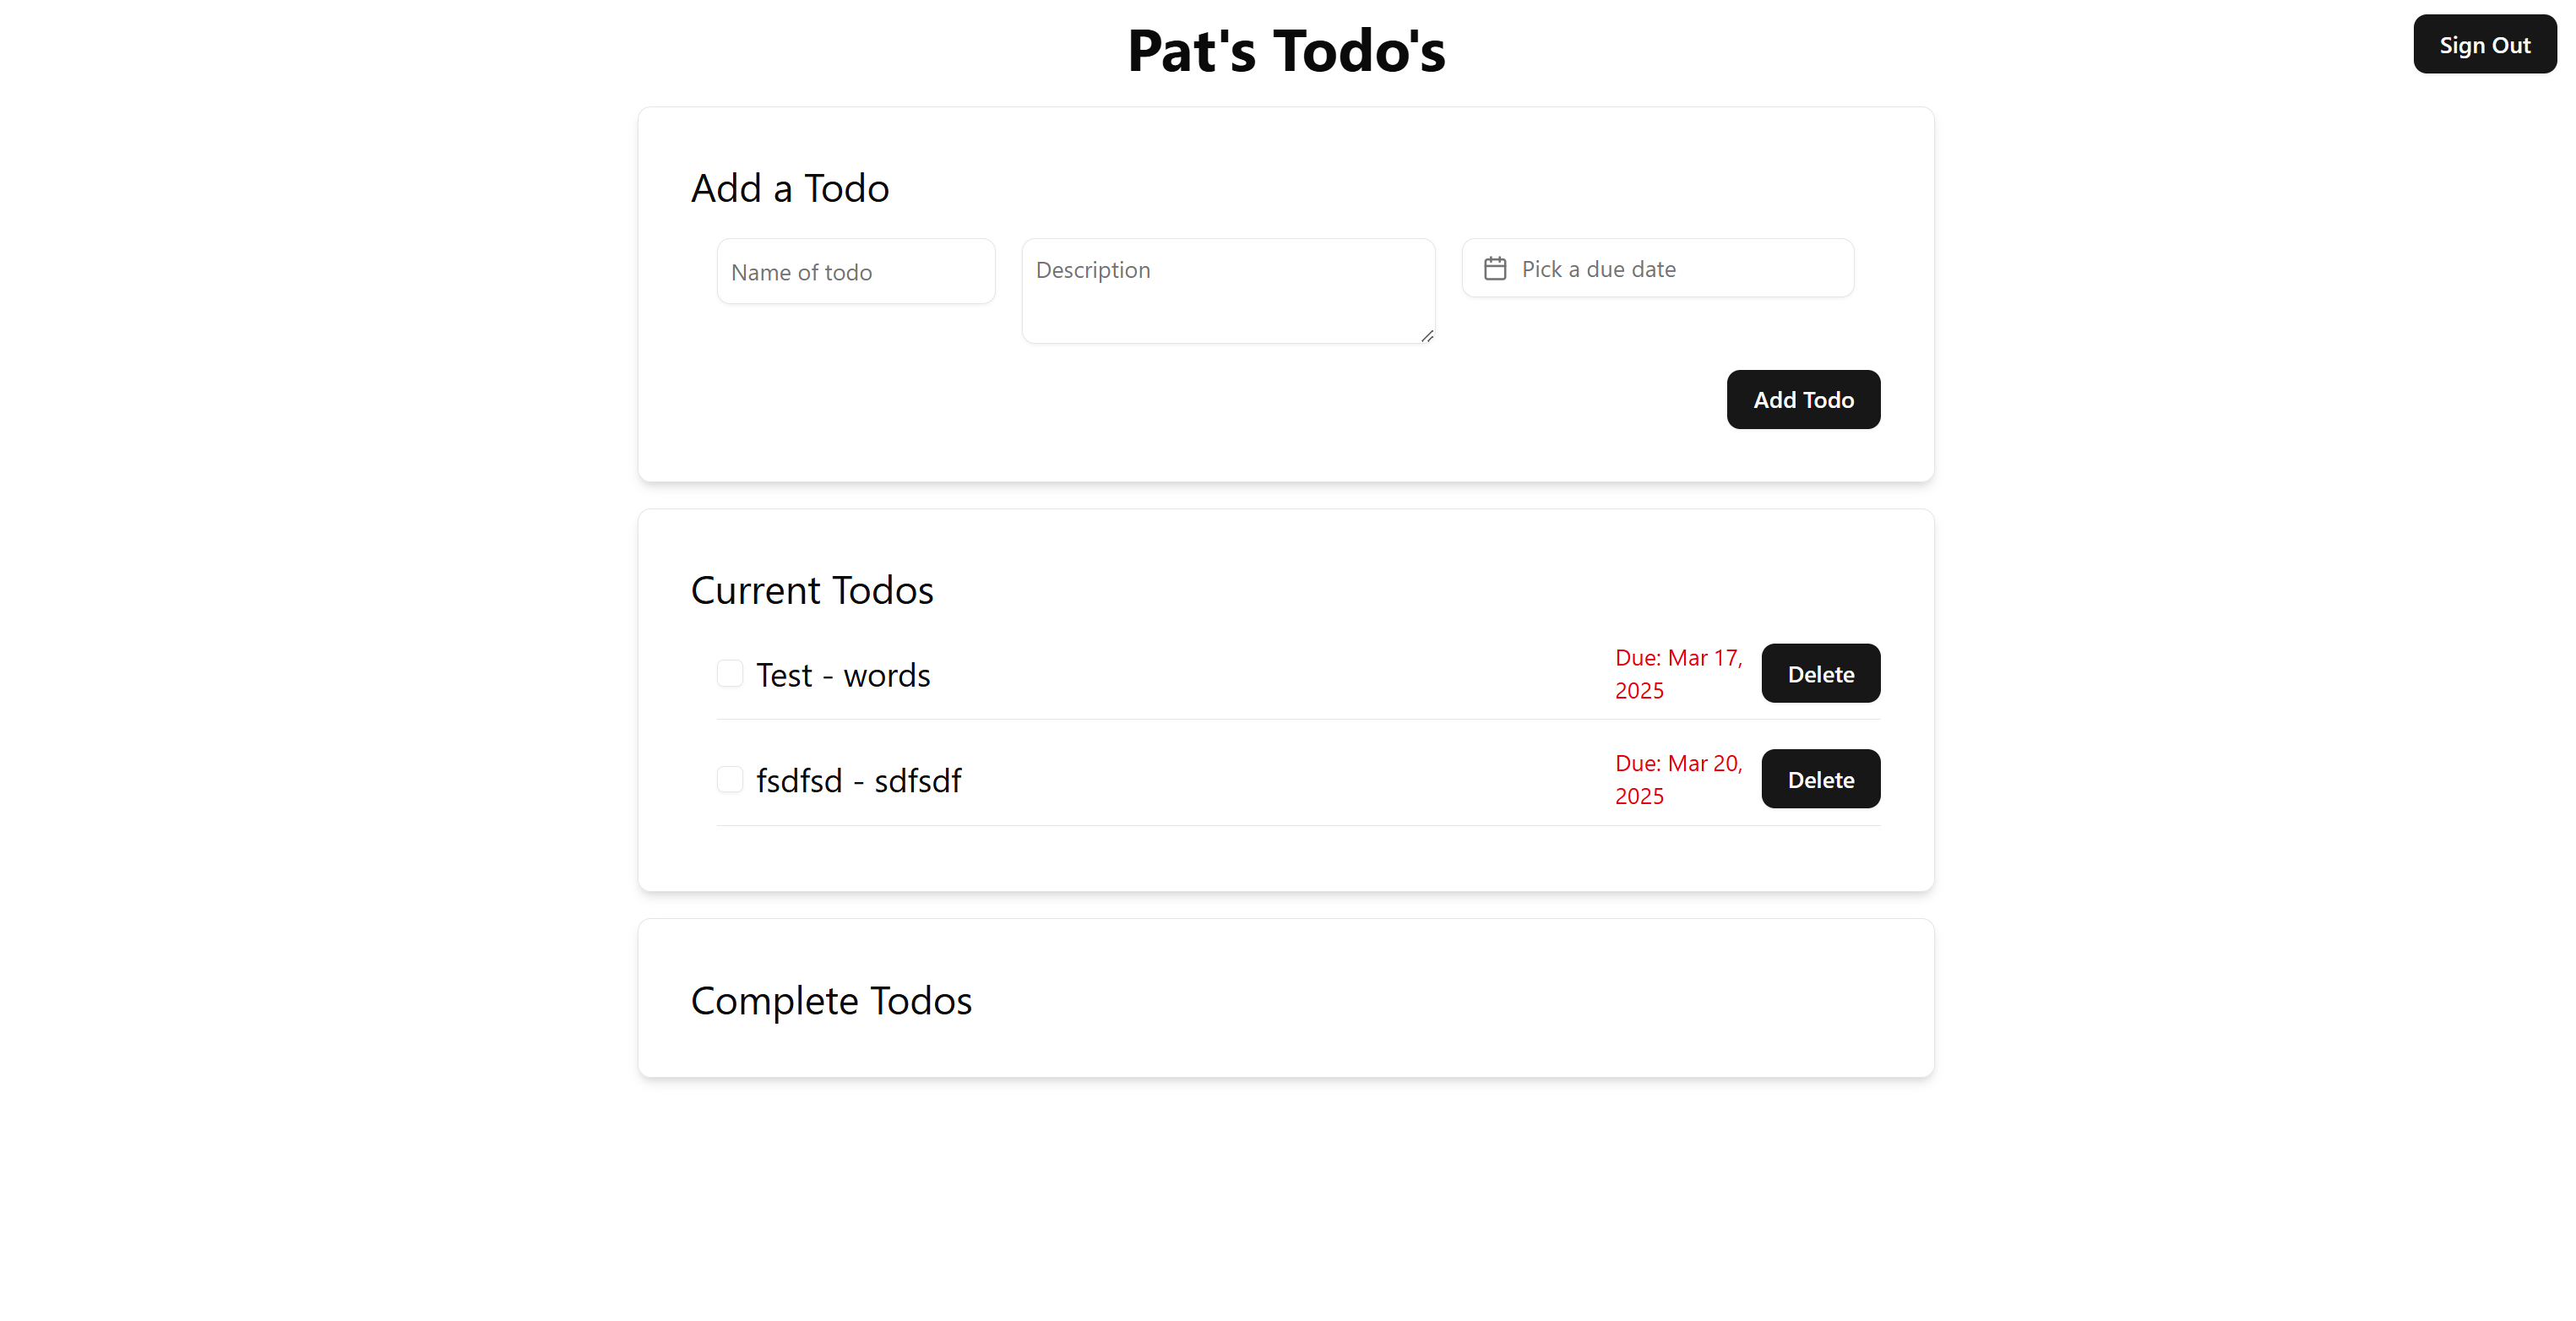 Pat's Todo's
Sign Out
Add a Todo
Name of todo
Description
Pick a due date
Add Todo
Current Todos
Test - words
Due: Mar 17,
2025
Delete
fsdfsd - sdfsdf
Due: Mar 20,
2025
Delete
Complete Todos